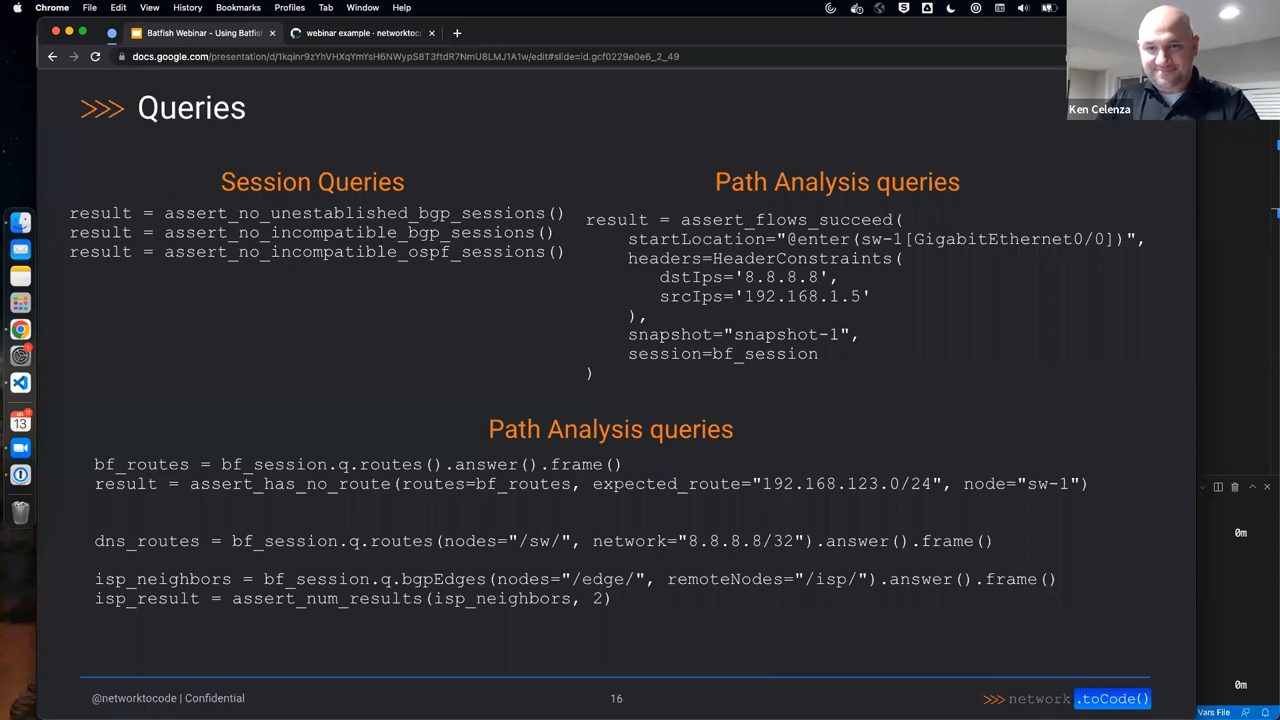 Chrome File Edit View History Bookmarks Profiles Tab Window Help
Batfish Webinar - Using Batfis
webinar example · networktoc
docs.google.com/presentation/d/1kqinr9zYhVHXqYmYsH6NWypS8T3ftdR7NmU8LMJ1A1w/edit#slide=id.gcf0229e0e6_2_49
Ken Celenza
>>> Queries
Session Queries
result = assert_no_unestablished_bgp_sessions()
result = assert_no_incompatible_bgp_sessions()
result = assert_no_incompatible_ospf_sessions()
Path Analysis queries
result = assert_flows_succeed(
startLocation="@enter(sw-1[GigabitEthernet0/0])",
headers=HeaderConstraints(
dstIps='8.8.8.8',
srcIps='192.168.1.5'
),
snapshot="snapshot-1",
session=bf_session
)
Path Analysis queries
bf_routes = bf_session.q.routes().answer().frame()
result = assert_has_no_route(routes=bf_routes, expected_route="192.168.123.0/24", node="sw-1")
dns_routes = bf_session.q.routes(nodes="/sw/", network="8.8.8.8/32").answer().frame()
isp_neighbors = bf_session.q.bgpEdges(nodes="/edge/", remoteNodes="/isp/").answer().frame()
isp_result = assert_num_results(isp_neighbors, 2)
13
0m
0m
@networktocode | Confidential
16
>>> network .toCode()
Vars File